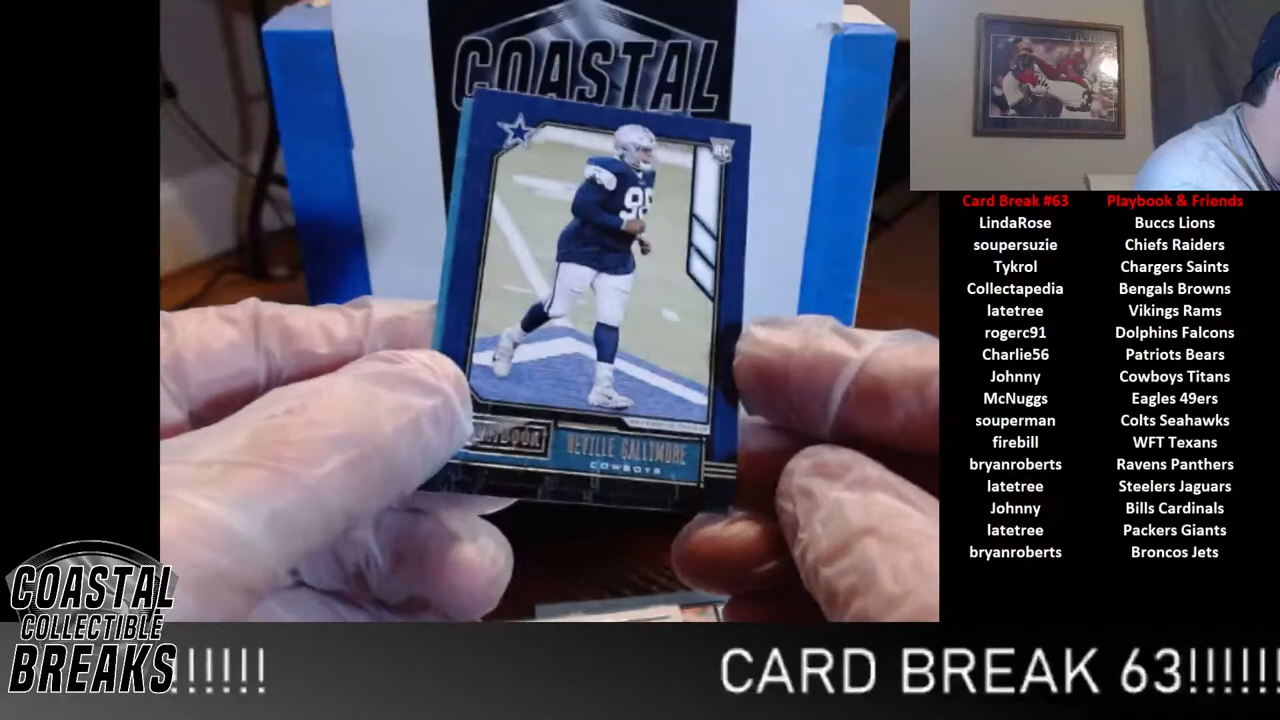 COASTAL
RC
98
PLAYBOOK
NEVILLE GALLIMORE
COWBOYS
Card Break #63 Playbook & Friends
LindaRose Buccs Lions
soupersuzie Chiefs Raiders
Tykrol Chargers Saints
Collectapedia Bengals Browns
latetree Vikings Rams
rogerc91 Dolphins Falcons
Charlie56 Patriots Bears
Johnny Cowboys Titans
McNuggs Eagles 49ers
souperman Colts Seahawks
firebill WFT Texans
bryanroberts Ravens Panthers
latetree Steelers Jaguars
Johnny Bills Cardinals
latetree Packers Giants
bryanroberts Broncos Jets
COASTAL
COLLECTIBLE
BREAKS
!!!!!
CARD BREAK 63!!!!!!